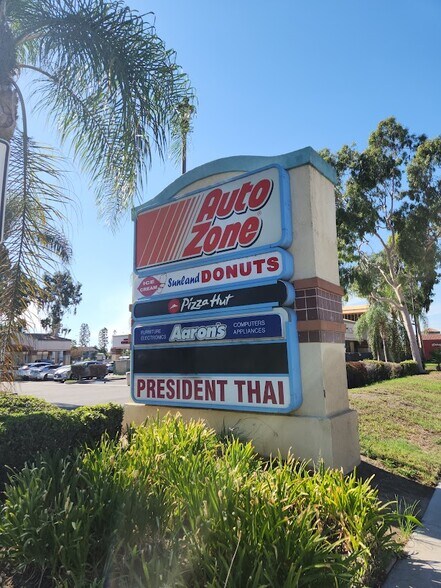 Auto
Zone
ICE CREAM Sunland DONUTS
Pizza Hut
FURNITURE ELECTRONICS Aaron's COMPUTERS APPLIANCES
PRESIDENT THAI